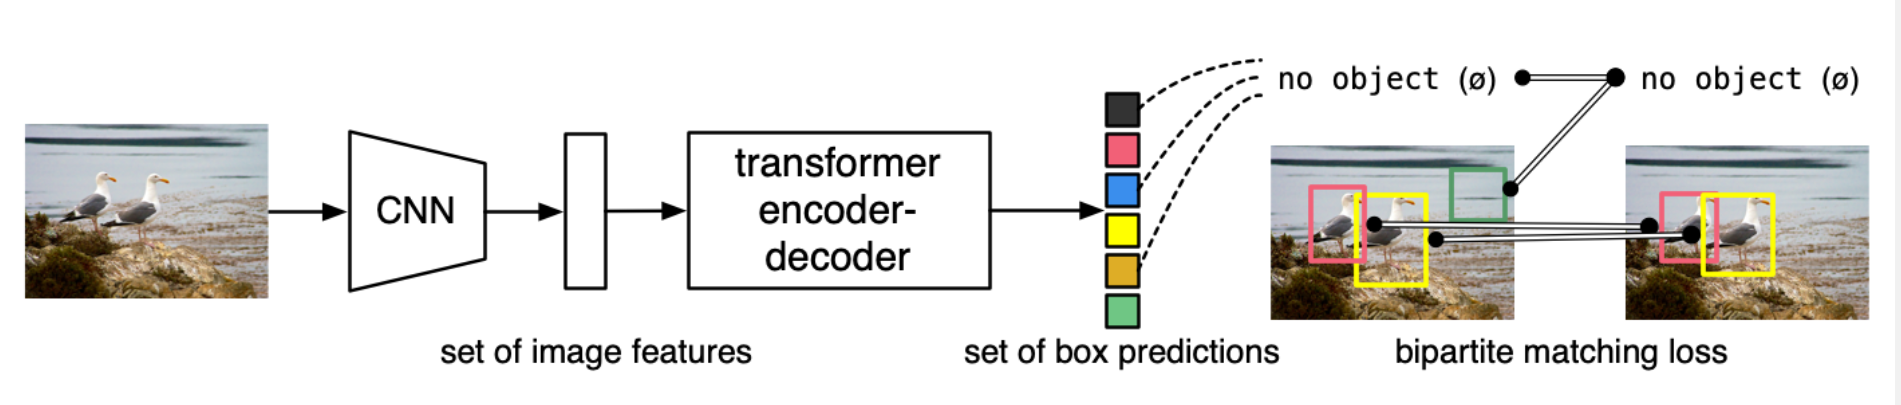 no object (ø)
no object (ø)
CNN
transformer
encoder-
decoder
set of image features
set of box predictions
bipartite matching loss